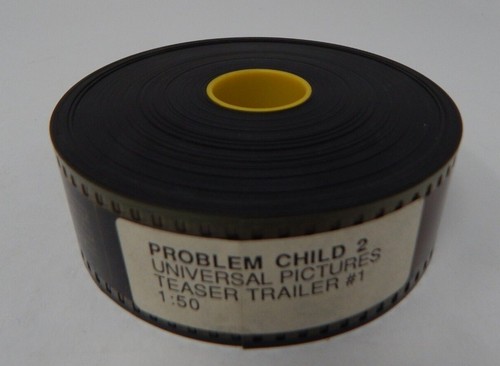 PROBLEM CHILD 2
UNIVERSAL PICTURES
TEASER TRAILER #1
1:50